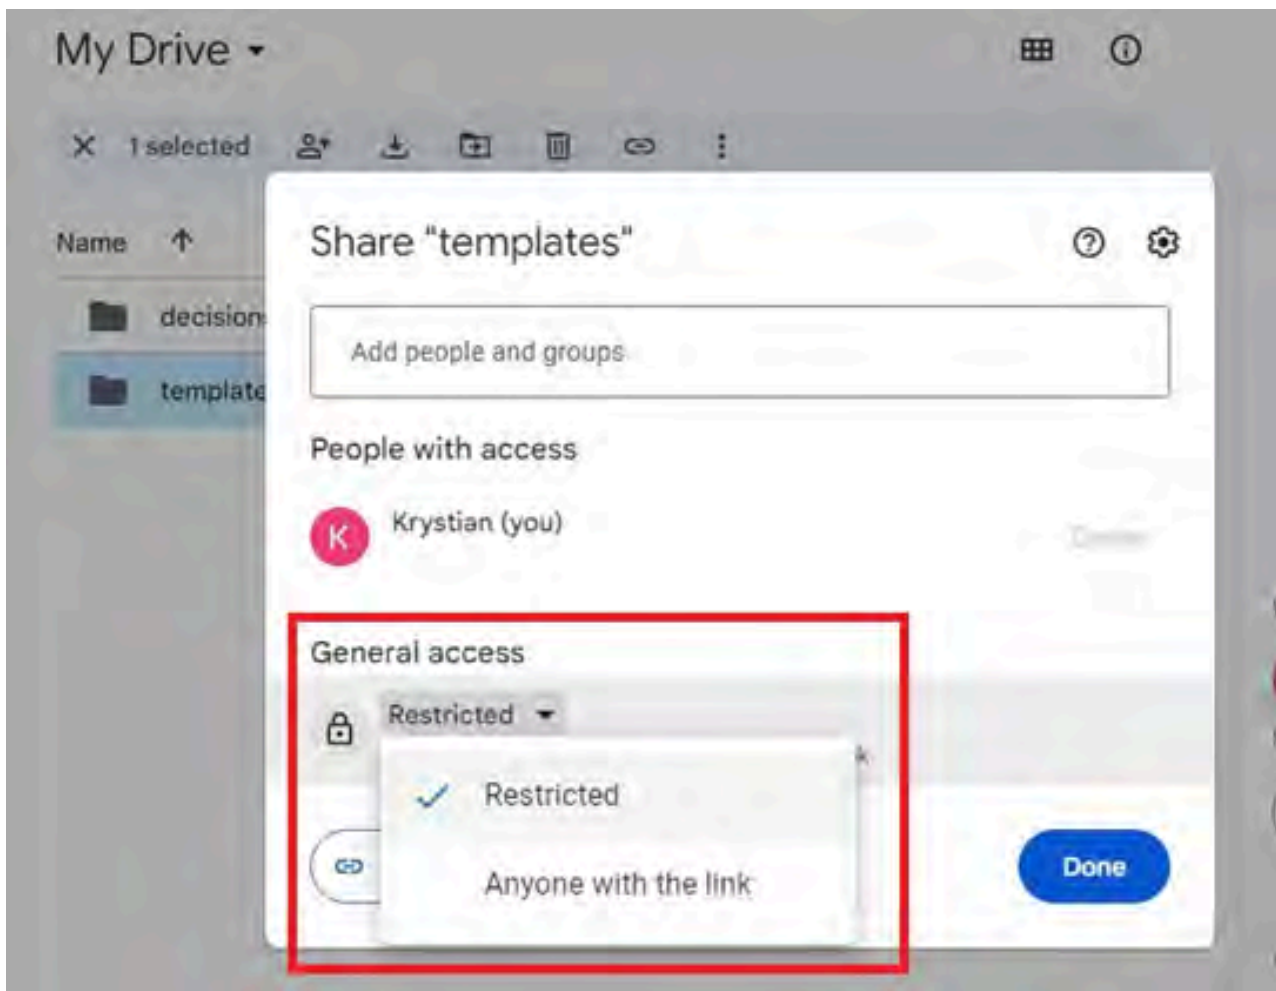 My Drive
1 selected
Name
Share "templates"
decision
Add people and groups
template
People with access
K
Krystian (you)
General access
Restricted
k
Restricted
Anyone with the link
Done